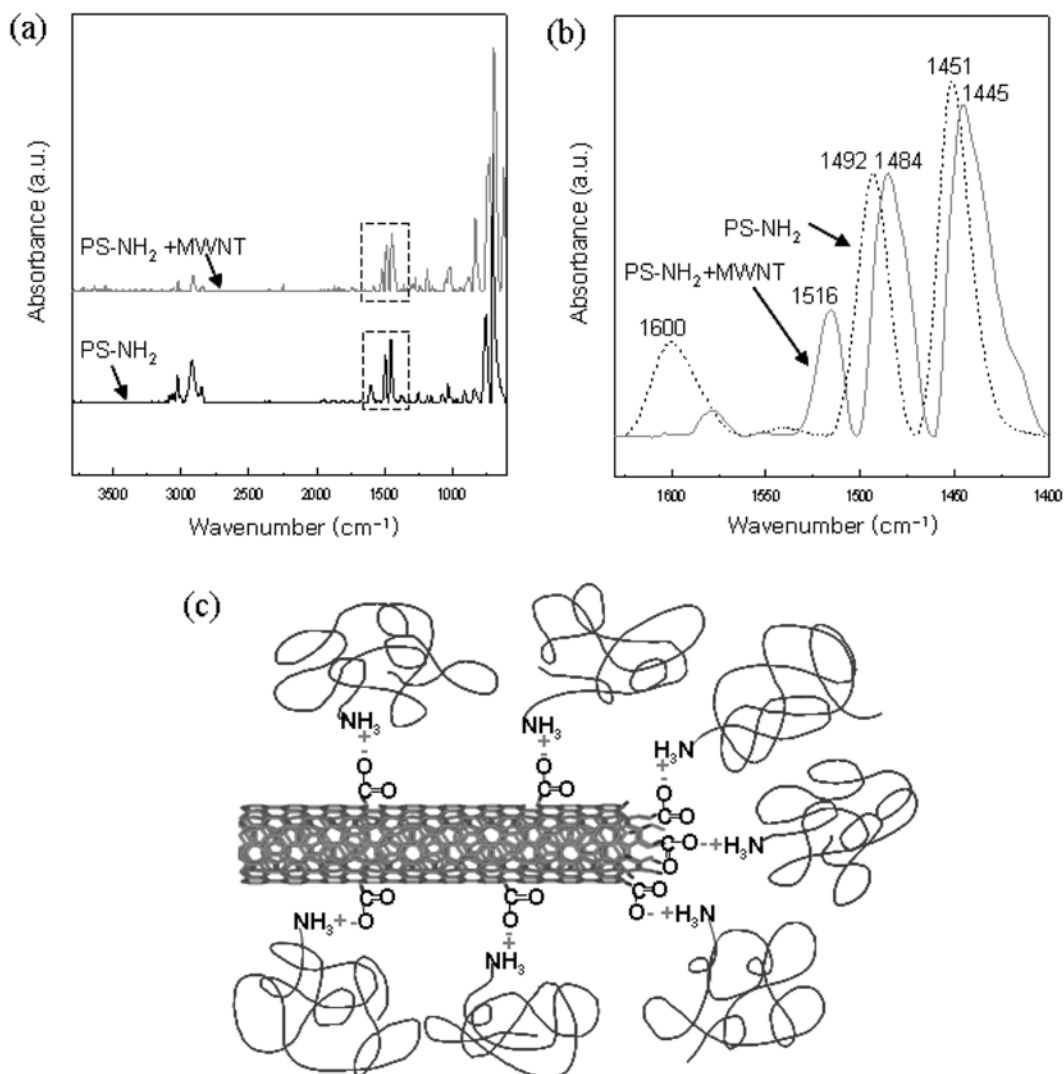 (a)
Absorbance (a.u.)
PS-NH₂ +MWNT
PS-NH₂
3500 3000 2500 2000 1500 1000
Wavenumber (cm⁻¹)
(b)
Absorbance (a.u.)
1451
1445
1492 1484
PS-NH₂
PS-NH₂+MWNT
1516
1600
1600 1550 1500 1450 1400
Wavenumber (cm⁻¹)
(c)
NH₃
+
-
O
C=O
NH₃
+
-
O
C=O
H₃N
+
-
O
C=O
C-O-+H₃N
O
C=O
O-+H₃N
C=O
NH₃+-O
C=O
O
-
+
NH₃